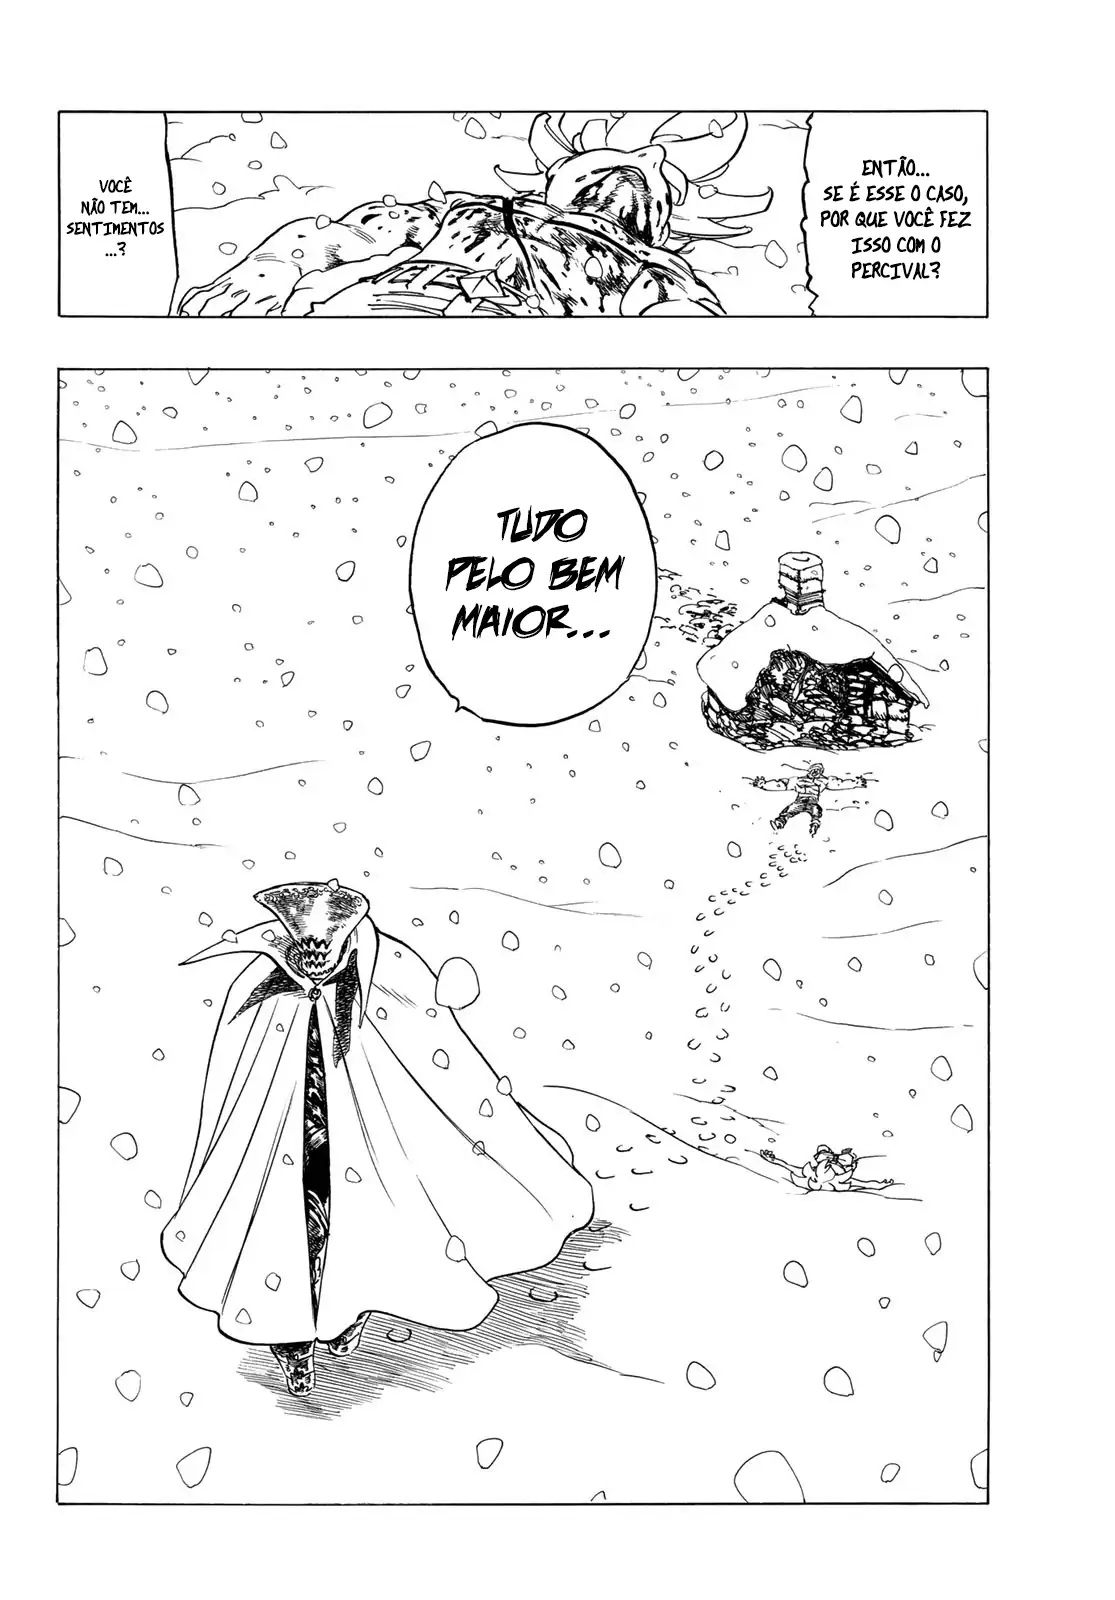 ENTÃO...
SE É ESSE O CASO,
POR QUE VOCÊ FEZ
ISSO COM O
PERCIVAL?
VOCÊ
NÃO TEM...
SENTIMENTOS
...?
TUDO
PELO BEM
MAIOR...